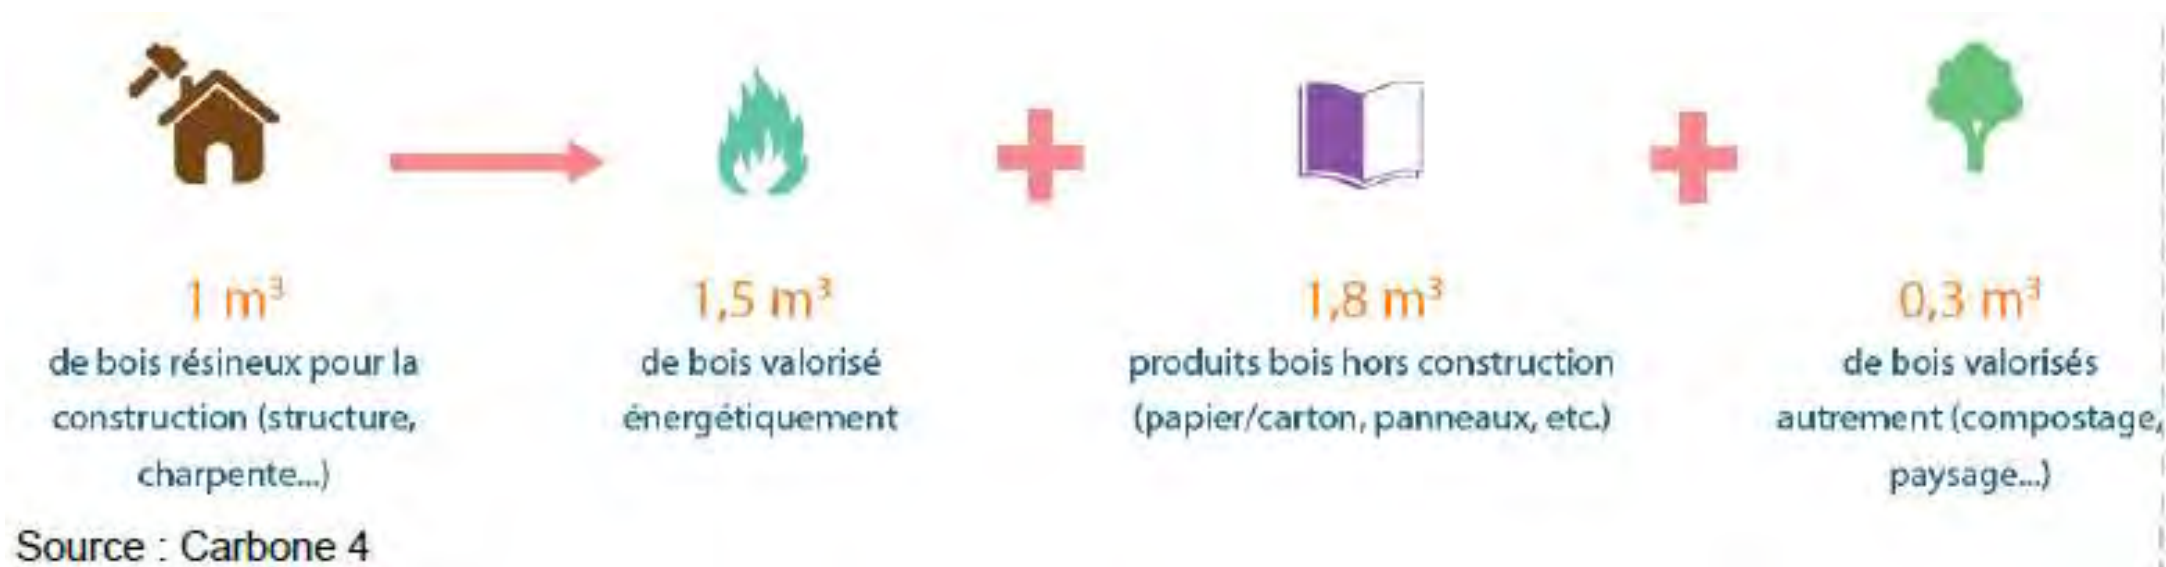 1 m³
de bois résineux pour la
construction (structure,
charpente...)
1,5 m³
de bois valorisé
énergétiquement
1,8 m³
produits bois hors construction
(papier/carton, panneaux, etc.)
0,3 m³
de bois valorisés
autrement (compostage,
paysage...)
Source : Carbone 4